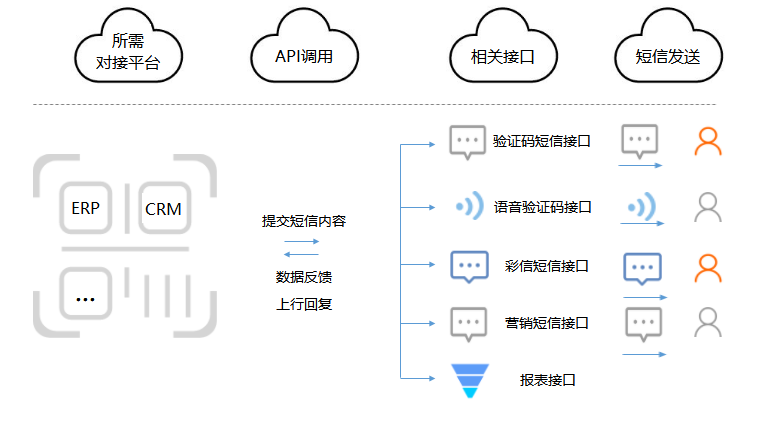 所需
对接平台
API调用
相关接口
短信发送
ERP
CRM
...
提交短信内容
数据反馈
上行回复
验证码短信接口
语音验证码接口
彩信短信接口
营销短信接口
报表接口